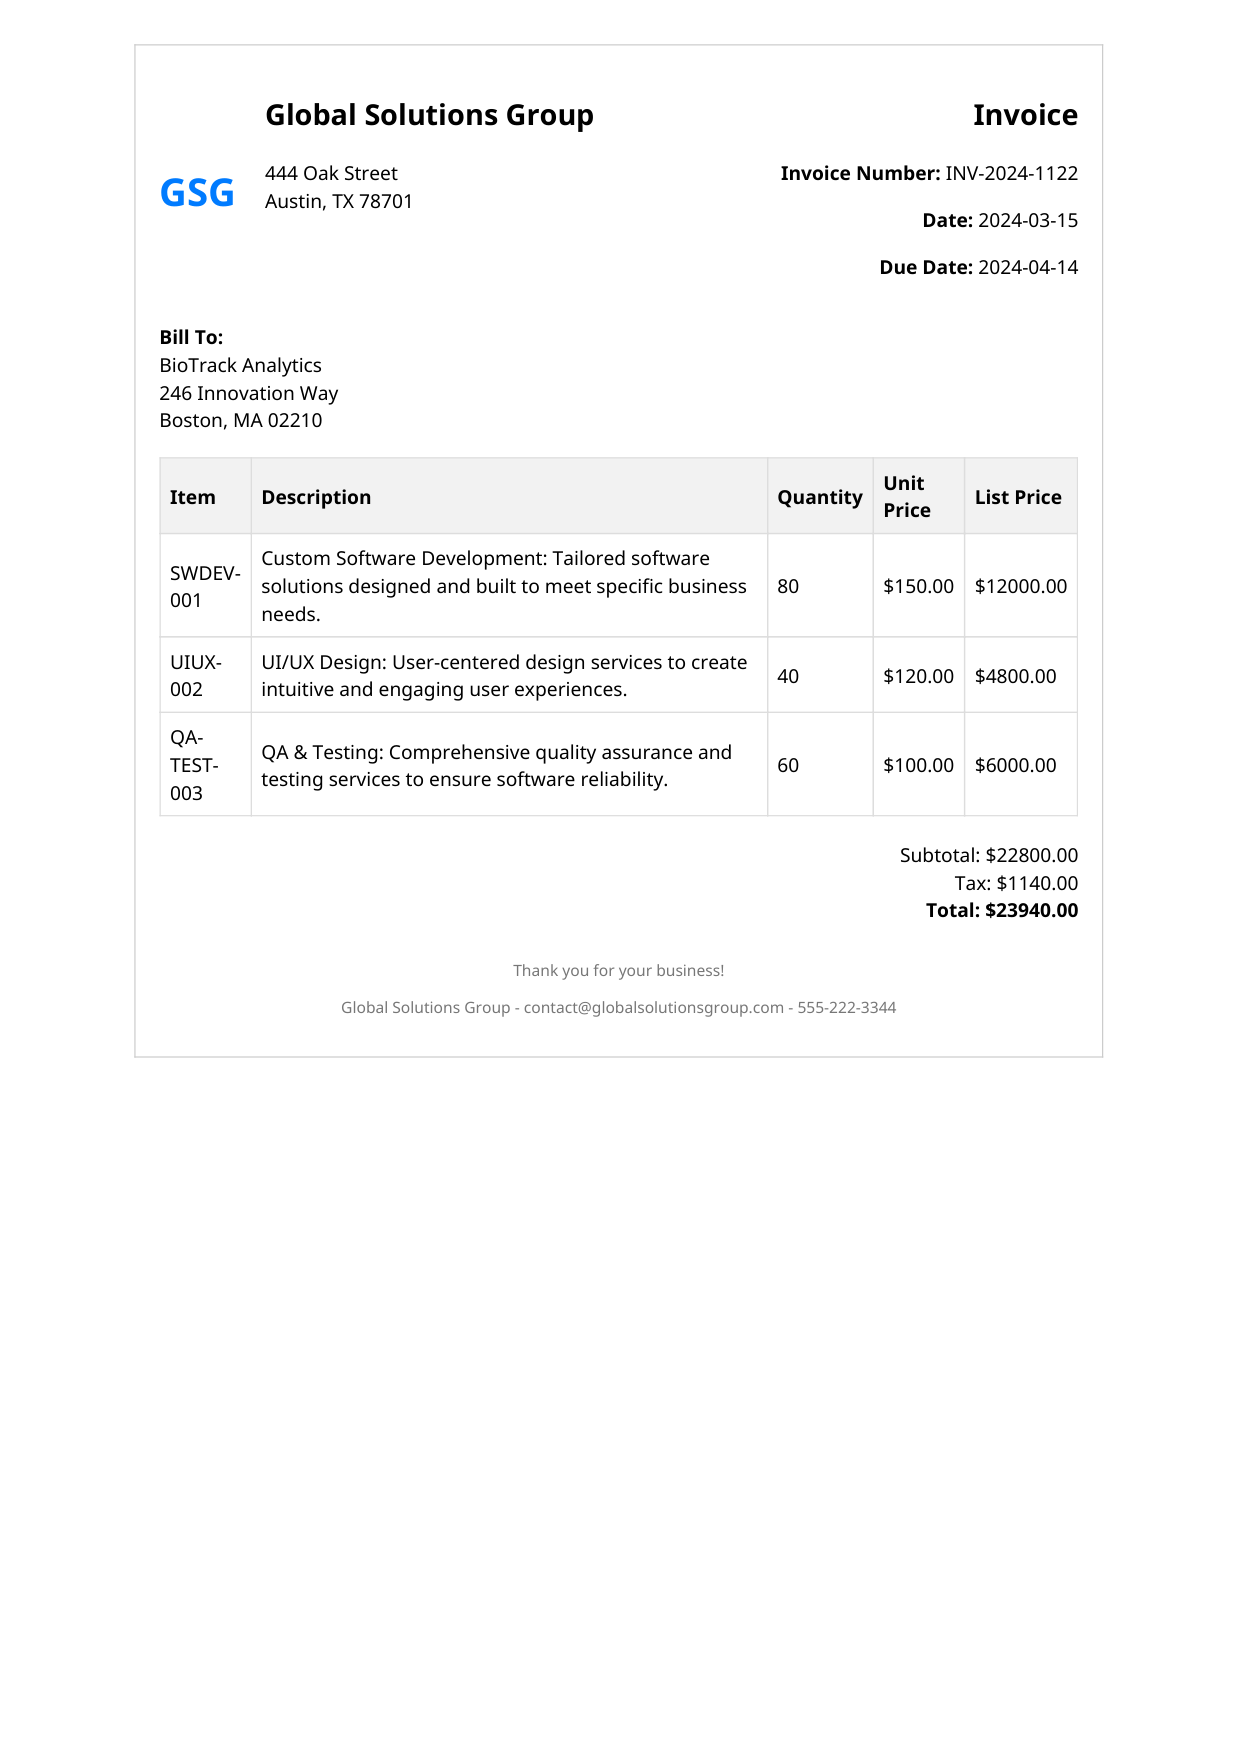 Global Solutions Group
Invoice
GSG
444 Oak Street
Austin, TX 78701
Invoice Number: INV-2024-1122
Date: 2024-03-15
Due Date: 2024-04-14
Bill To:
BioTrack Analytics
246 Innovation Way
Boston, MA 02210
Item
Description
Quantity
Unit
Price
List Price
SWDEV-
001
Custom Software Development: Tailored software
solutions designed and built to meet specific business
needs.
80
$150.00
$12000.00
UIUX-
002
UI/UX Design: User-centered design services to create
intuitive and engaging user experiences.
40
$120.00
$4800.00
QA-
TEST-
003
QA & Testing: Comprehensive quality assurance and
testing services to ensure software reliability.
60
$100.00
$6000.00
Subtotal: $22800.00
Tax: $1140.00
Total: $23940.00
Thank you for your business!
Global Solutions Group - contact@globalsolutionsgroup.com - 555-222-3344